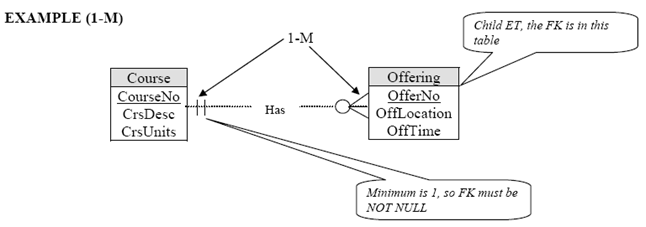 EXAMPLE (1-M)
1-M
Child ET, the FK is in this
table
Course
CourseNo
CrsDesc
CrsUnits
Has
Offering
OfferNo
OffLocation
OffTime
Minimum is 1, so FK must be
NOT NULL